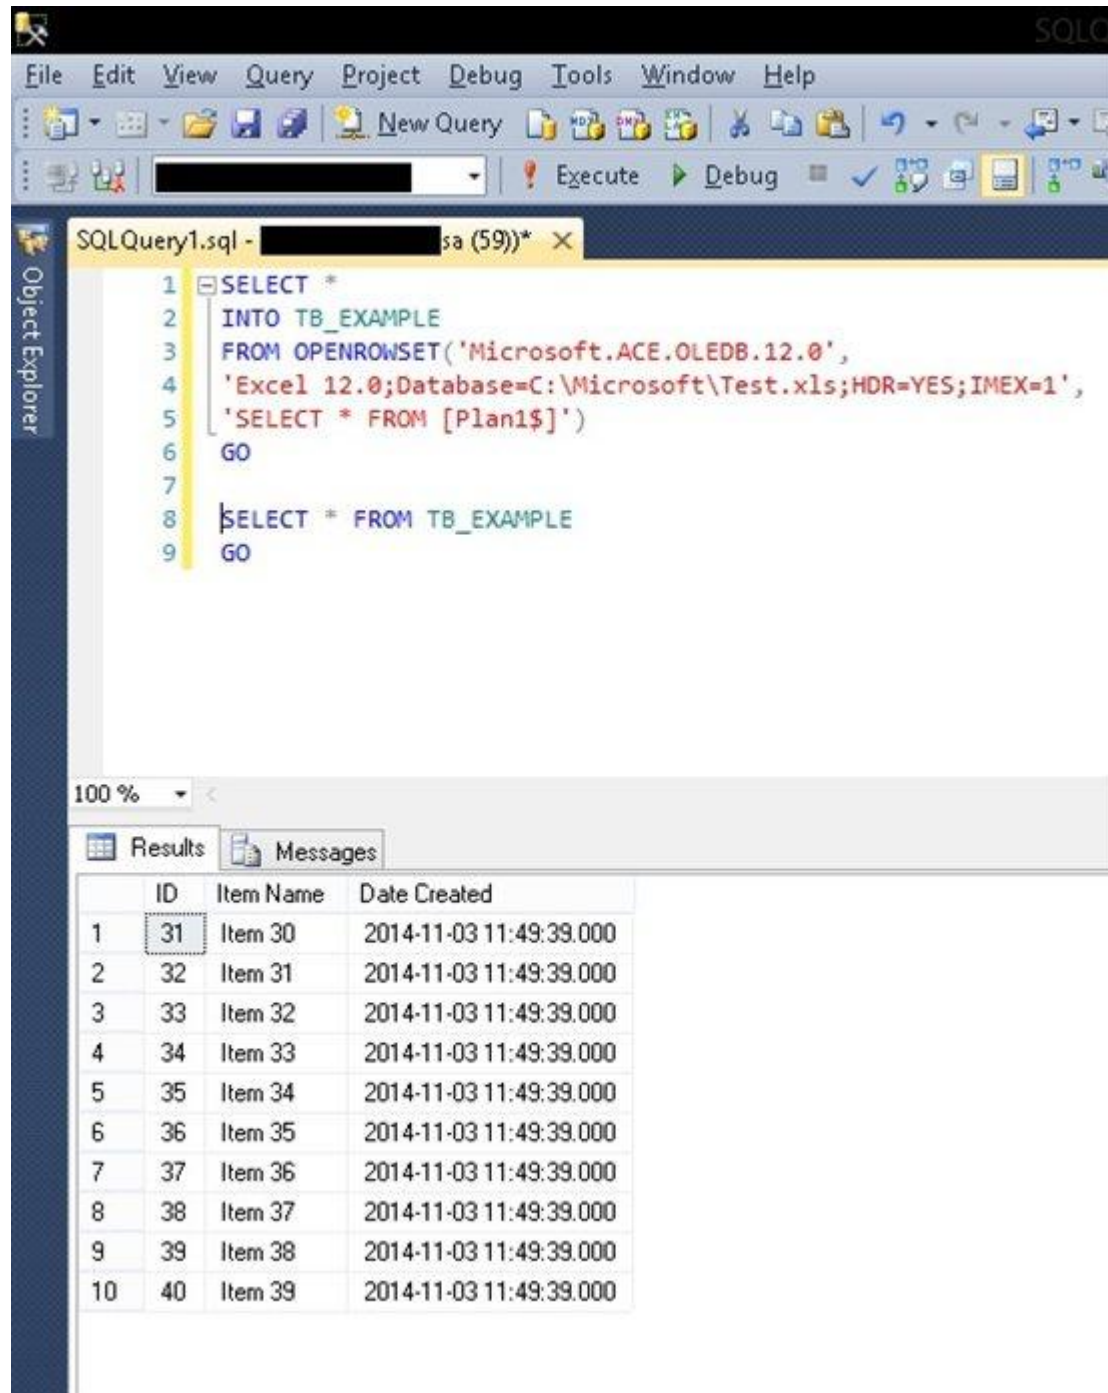 SQLQ
File Edit View Query Project Debug Tools Window Help
New Query
Execute Debug
SQLQuery1.sql - sa (59))*
Object Explorer
1 SELECT *
2 INTO TB_EXAMPLE
3 FROM OPENROWSET('Microsoft.ACE.OLEDB.12.0',
4 'Excel 12.0;Database=C:\Microsoft\Test.xls;HDR=YES;IMEX=1',
5 'SELECT * FROM [Plan1$]')
6 GO
7
8 SELECT * FROM TB_EXAMPLE
9 GO
100 %
Results Messages
ID Item Name Date Created
1 31 Item 30 2014-11-03 11:49:39.000
2 32 Item 31 2014-11-03 11:49:39.000
3 33 Item 32 2014-11-03 11:49:39.000
4 34 Item 33 2014-11-03 11:49:39.000
5 35 Item 34 2014-11-03 11:49:39.000
6 36 Item 35 2014-11-03 11:49:39.000
7 37 Item 36 2014-11-03 11:49:39.000
8 38 Item 37 2014-11-03 11:49:39.000
9 39 Item 38 2014-11-03 11:49:39.000
10 40 Item 39 2014-11-03 11:49:39.000